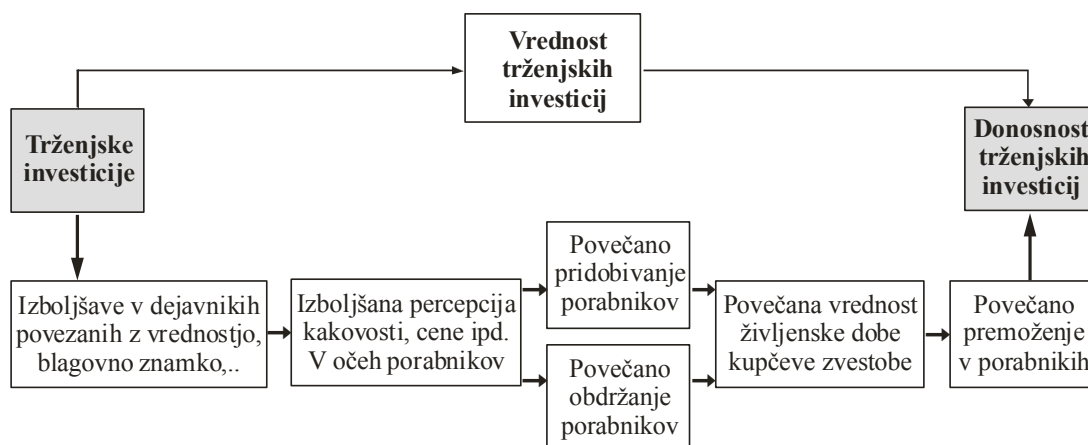 Vrednost
trženjskih
investicij
Trženjske
investicije
Donosnost
trženjskih
investicij
Izboljšave v dejavnikih
povezanih z vrednostjo,
blagovno znamko,..
Izboljšana percepcija
kakovosti, cene ipd.
V očeh porabnikov
Povečano
pridobivanje
porabnikov
Povečano
obdržanje
porabnikov
Povečana vrednost
življenske dobe
kupčeve zvestobe
Povečano
premoženje
v porabnikih